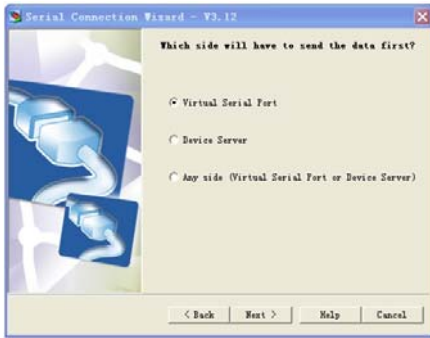 Serial Connection Wizard - V3.12
Which side will have to send the data first?
Virtual Serial Port
Device Server
Any side (Virtual Serial Port or Device Server)
< Back
Next >
Help
Cancel